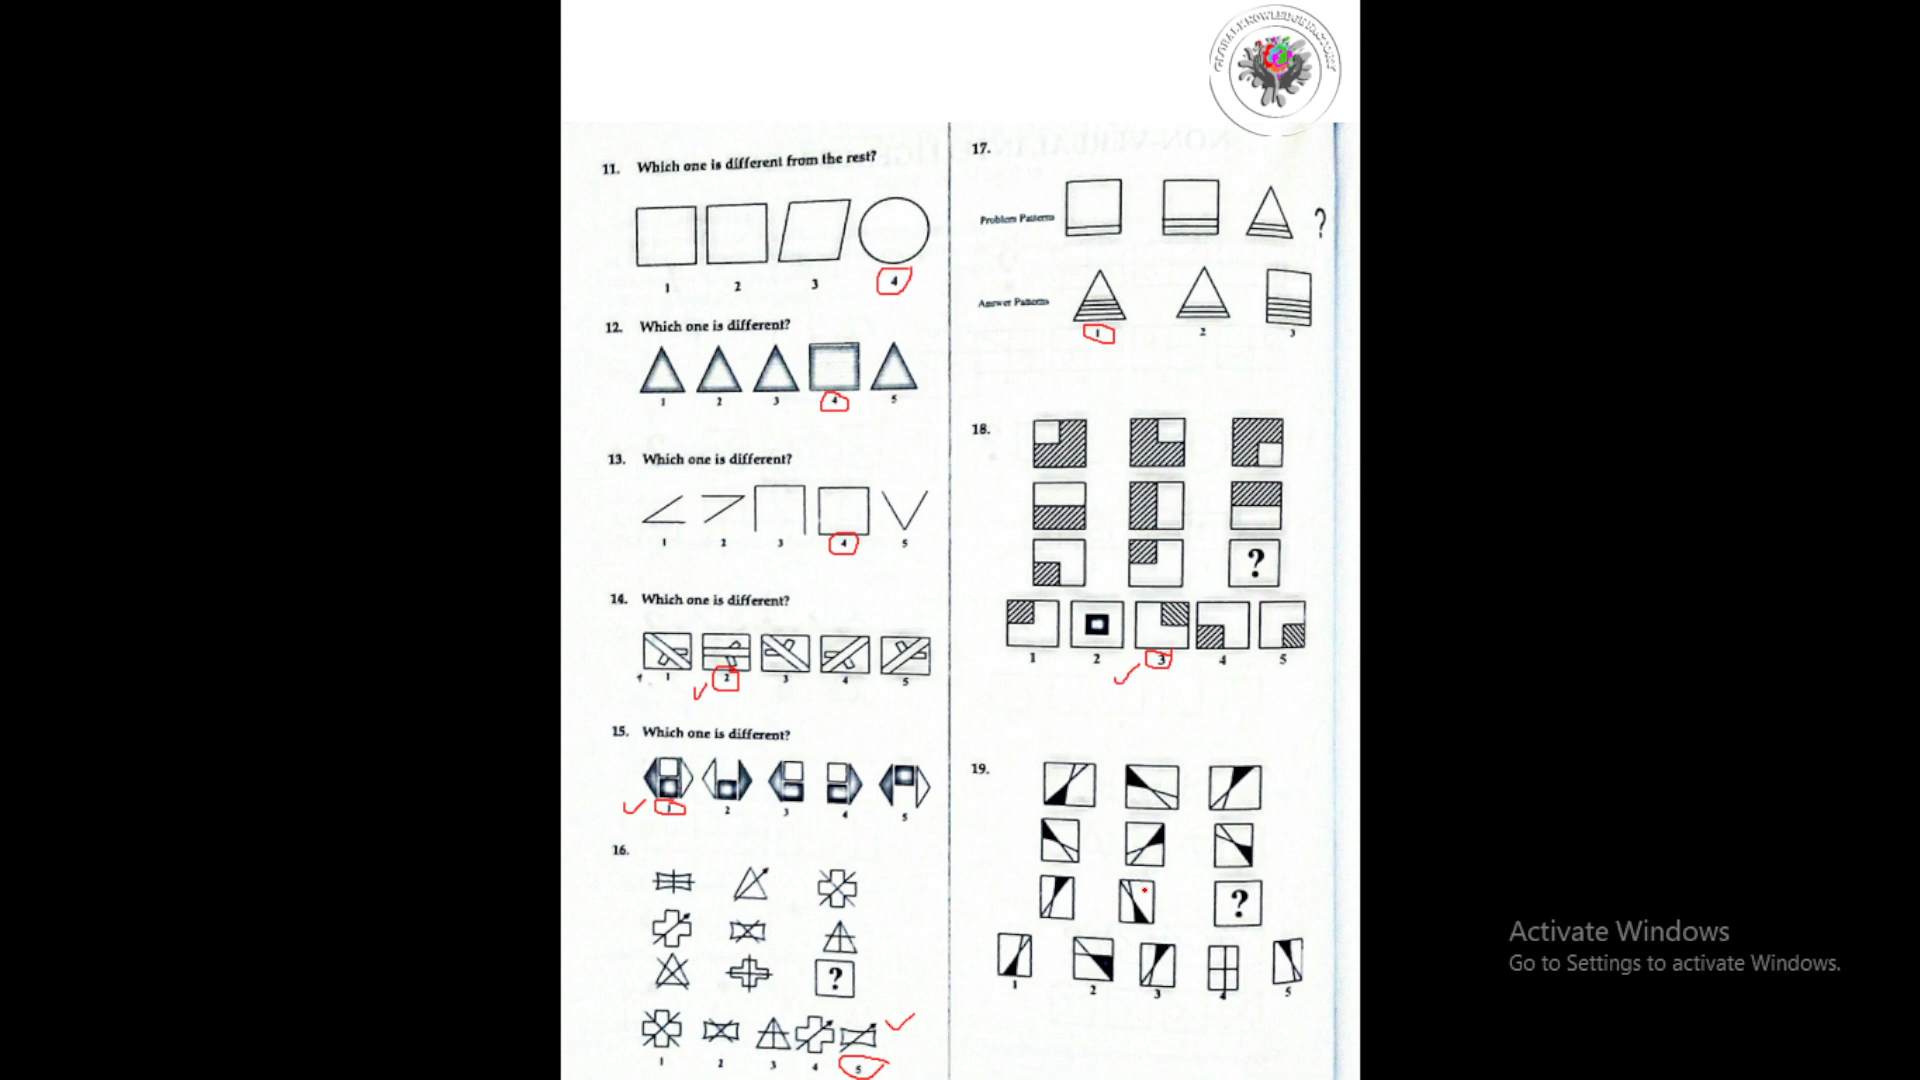 GLOBAL KNOWLEDGE FACTORY
11. Which one is different from the rest?
1 2 3 4
12. Which one is different?
1 2 3 4 5
13. Which one is different?
1 2 3 4 5
14. Which one is different?
1 2 3 4 5
15. Which one is different?
1 2 3 4 5
16.
?
1 2 3 4 5
17.
Problem Patterns ?
Answer Patterns
1 2 3
18.
?
1 2 3 4 5
19.
?
1 2 3 4 5
Activate Windows
Go to Settings to activate Windows.